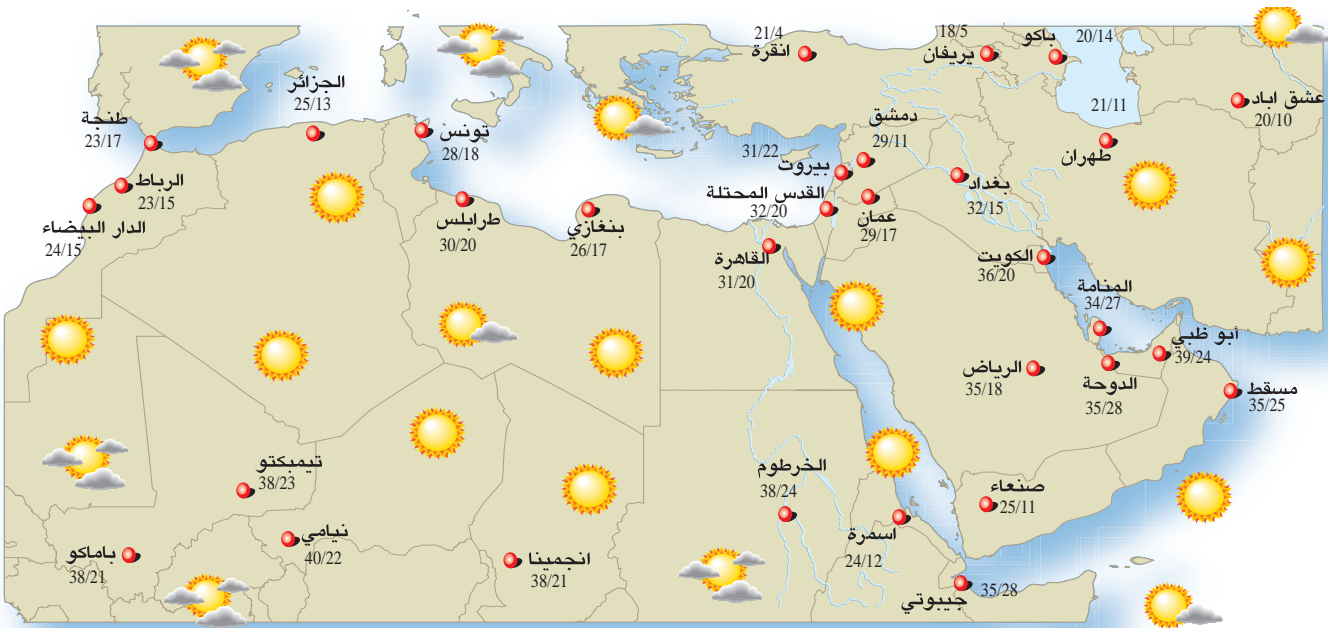 21/4
انقرة
18/5
يريفان
باكو
20/14
عشق اباد
20/10
21/11
طهران
الجزائر
25/13
طنجة
23/17
تونس
28/18
دمشق
29/11
31/22
بيروت
بغداد
32/15
الرباط
23/15
القدس المحتلة
32/20
عمان
29/17
الدار البيضاء
24/15
طرابلس
30/20
بنغازي
26/17
القاهرة
31/20
الكويت
36/20
المنامة
34/27
أبو ظبي
39/24
الرياض
35/18
الدوحة
35/28
مسقط
35/25
تيمبكتو
38/23
الخرطوم
38/24
صنعاء
25/11
نيامي
40/22
باماكو
38/21
انجمينا
38/21
اسمرة
24/12
35/28
جيبوتي